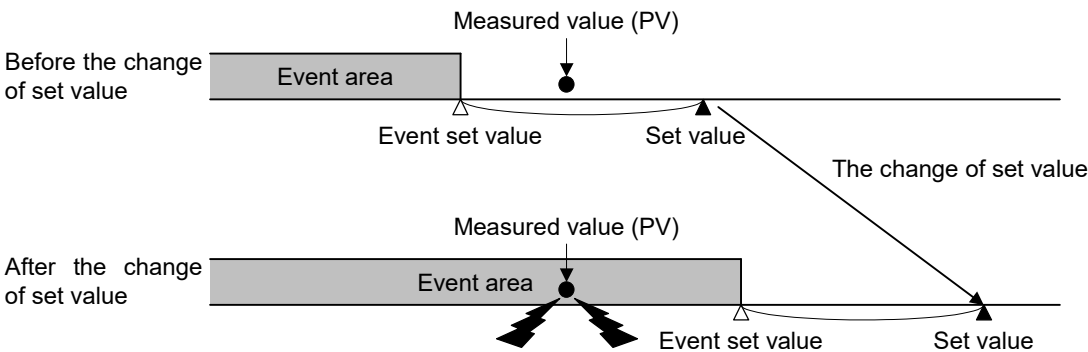 Measured value (PV)
Before the change
of set value
Event area
Event set value
Set value
The change of set value
Measured value (PV)
After the change
of set value
Event area
Event set value
Set value